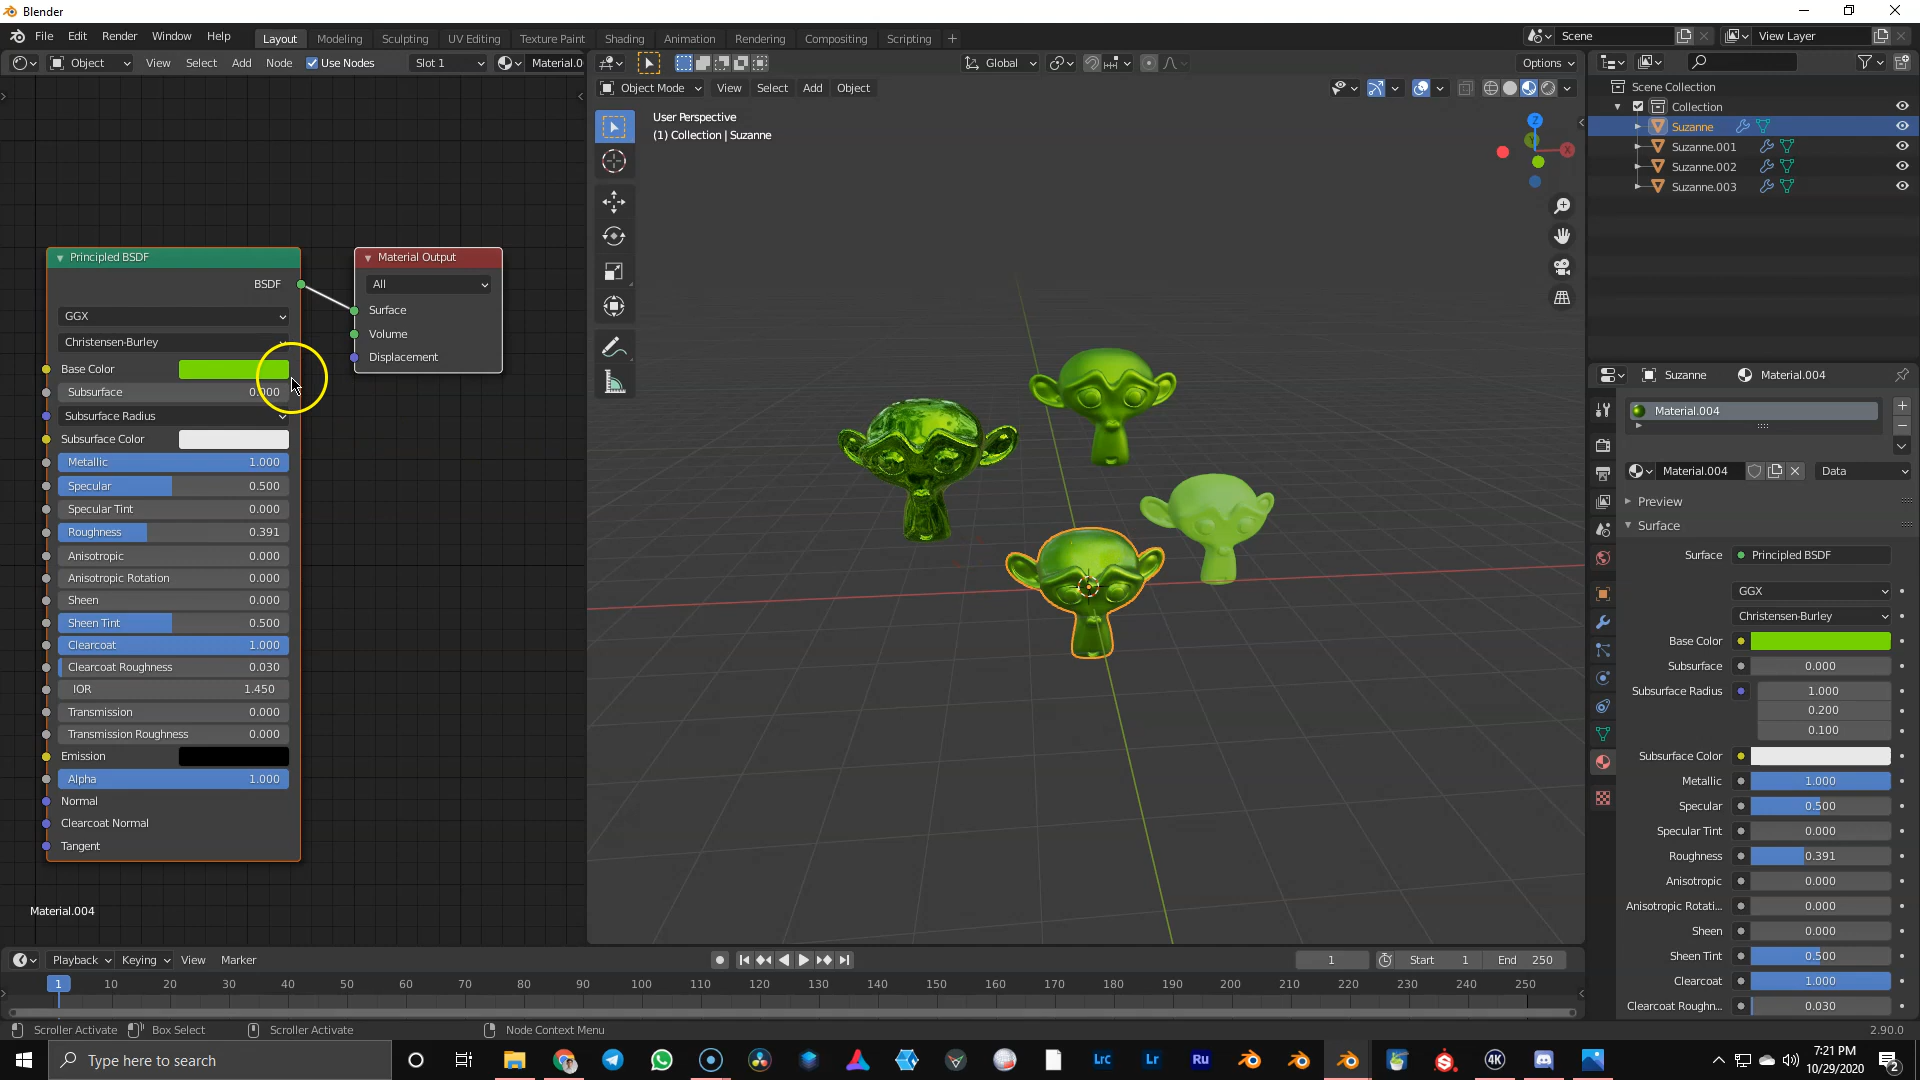 Blender
File Edit Render Window Help
Layout Modeling Sculpting UV Editing Texture Paint Shading Animation Rendering Compositing Scripting +
Scene
View Layer
Object View Select Add Node Use Nodes Slot 1 Material.0
Global
Options
Object Mode View Select Add Object
User Perspective
(1) Collection | Suzanne
Z
Y
X
Scene Collection
Collection
Suzanne
Suzanne.001
Suzanne.002
Suzanne.003
Principled BSDF
BSDF
GGX
Christensen-Burley
Base Color
Subsurface 0.000
Subsurface Radius
Subsurface Color
Metallic 1.000
Specular 0.500
Specular Tint 0.000
Roughness 0.391
Anisotropic 0.000
Anisotropic Rotation 0.000
Sheen 0.000
Sheen Tint 0.500
Clearcoat 1.000
Clearcoat Roughness 0.030
IOR 1.450
Transmission 0.000
Transmission Roughness 0.000
Emission
Alpha 1.000
Normal
Clearcoat Normal
Tangent
Material.004
Material Output
All
Surface
Volume
Displacement
Suzanne Material.004
Material.004
Material.004 Data
Preview
Surface
Surface Principled BSDF
GGX
Christensen-Burley
Base Color
Subsurface 0.000
Subsurface Radius 1.000
0.200
0.100
Subsurface Color
Metallic 1.000
Specular 0.500
Specular Tint 0.000
Roughness 0.391
Anisotropic 0.000
Anisotropic Rotati... 0.000
Sheen 0.000
Sheen Tint 0.500
Clearcoat 1.000
Clearcoat Roughn... 0.030
Playback Keying View Marker
1 Start 1 End 250
1 10 20 30 40 50 60 70 80 90 100 110 120 130 140 150 160 170 180 190 200 210 220 230 240 250
Scroller Activate Box Select Scroller Activate Node Context Menu
2.90.0
Type here to search
Lrc Lr Ru 4K
7:21 PM
10/29/2020
2